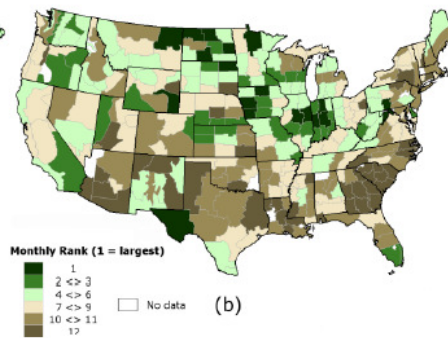 Monthly Rank (1 = largest)
1
2 <> 3
4 <> 6
7 <> 9
10 <> 11
12
No data
(b)